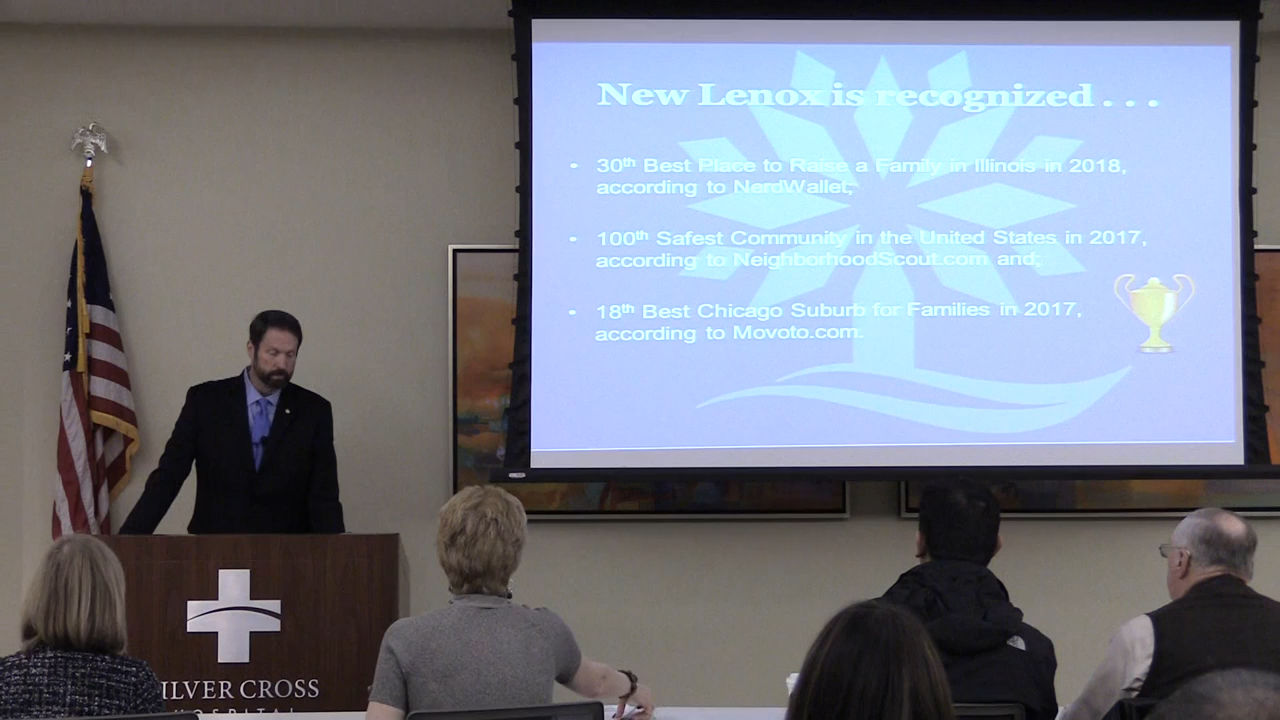 New Lenox is recognized . . .
• 30th Best Place to Raise a Family in Illinois in 2018,
according to NerdWallet;
• 100th Safest Community in the United States in 2017,
according to NeighborhoodScout.com and;
• 18th Best Chicago Suburb for Families in 2017,
according to Movoto.com.
ILVER CROSS
HOSPITAL